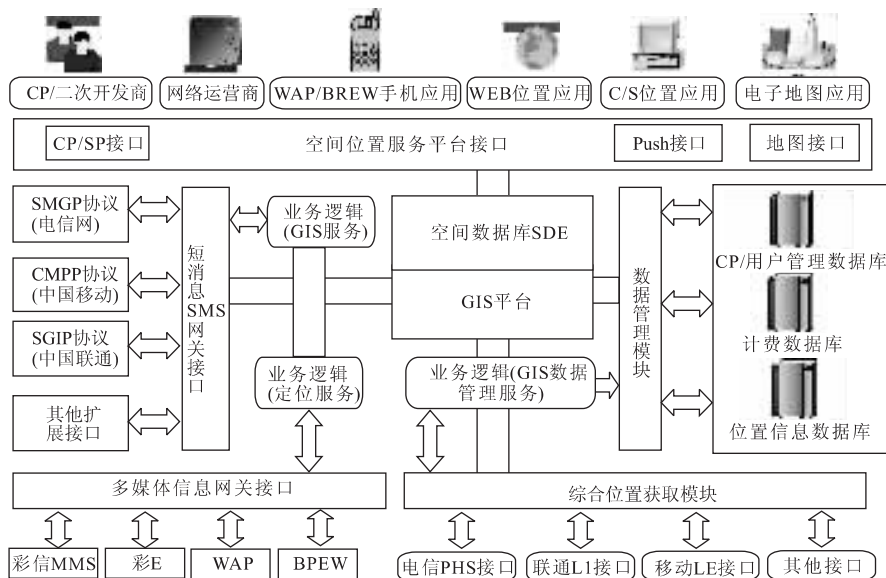 CP/二次开发商
网络运营商
WAP/BREW手机应用
WEB位置应用
C/S位置应用
电子地图应用
CP/SP接口
空间位置服务平台接口
Push接口
地图接口
SMGP协议
(电信网)
CMPP协议
(中国移动)
SGIP协议
(中国联通)
其他扩
展接口
短消息SMS网关接口
业务逻辑
(GIS服务)
业务逻辑
(定位服务)
空间数据库SDE
GIS平台
业务逻辑(GIS数据
管理服务)
数据管理模块
CP/用户管理数据库
计费数据库
位置信息数据库
多媒体信息网关接口
综合位置获取模块
彩信MMS
彩E
WAP
BPEW
电信PHS接口
联通L1接口
移动LE接口
其他接口